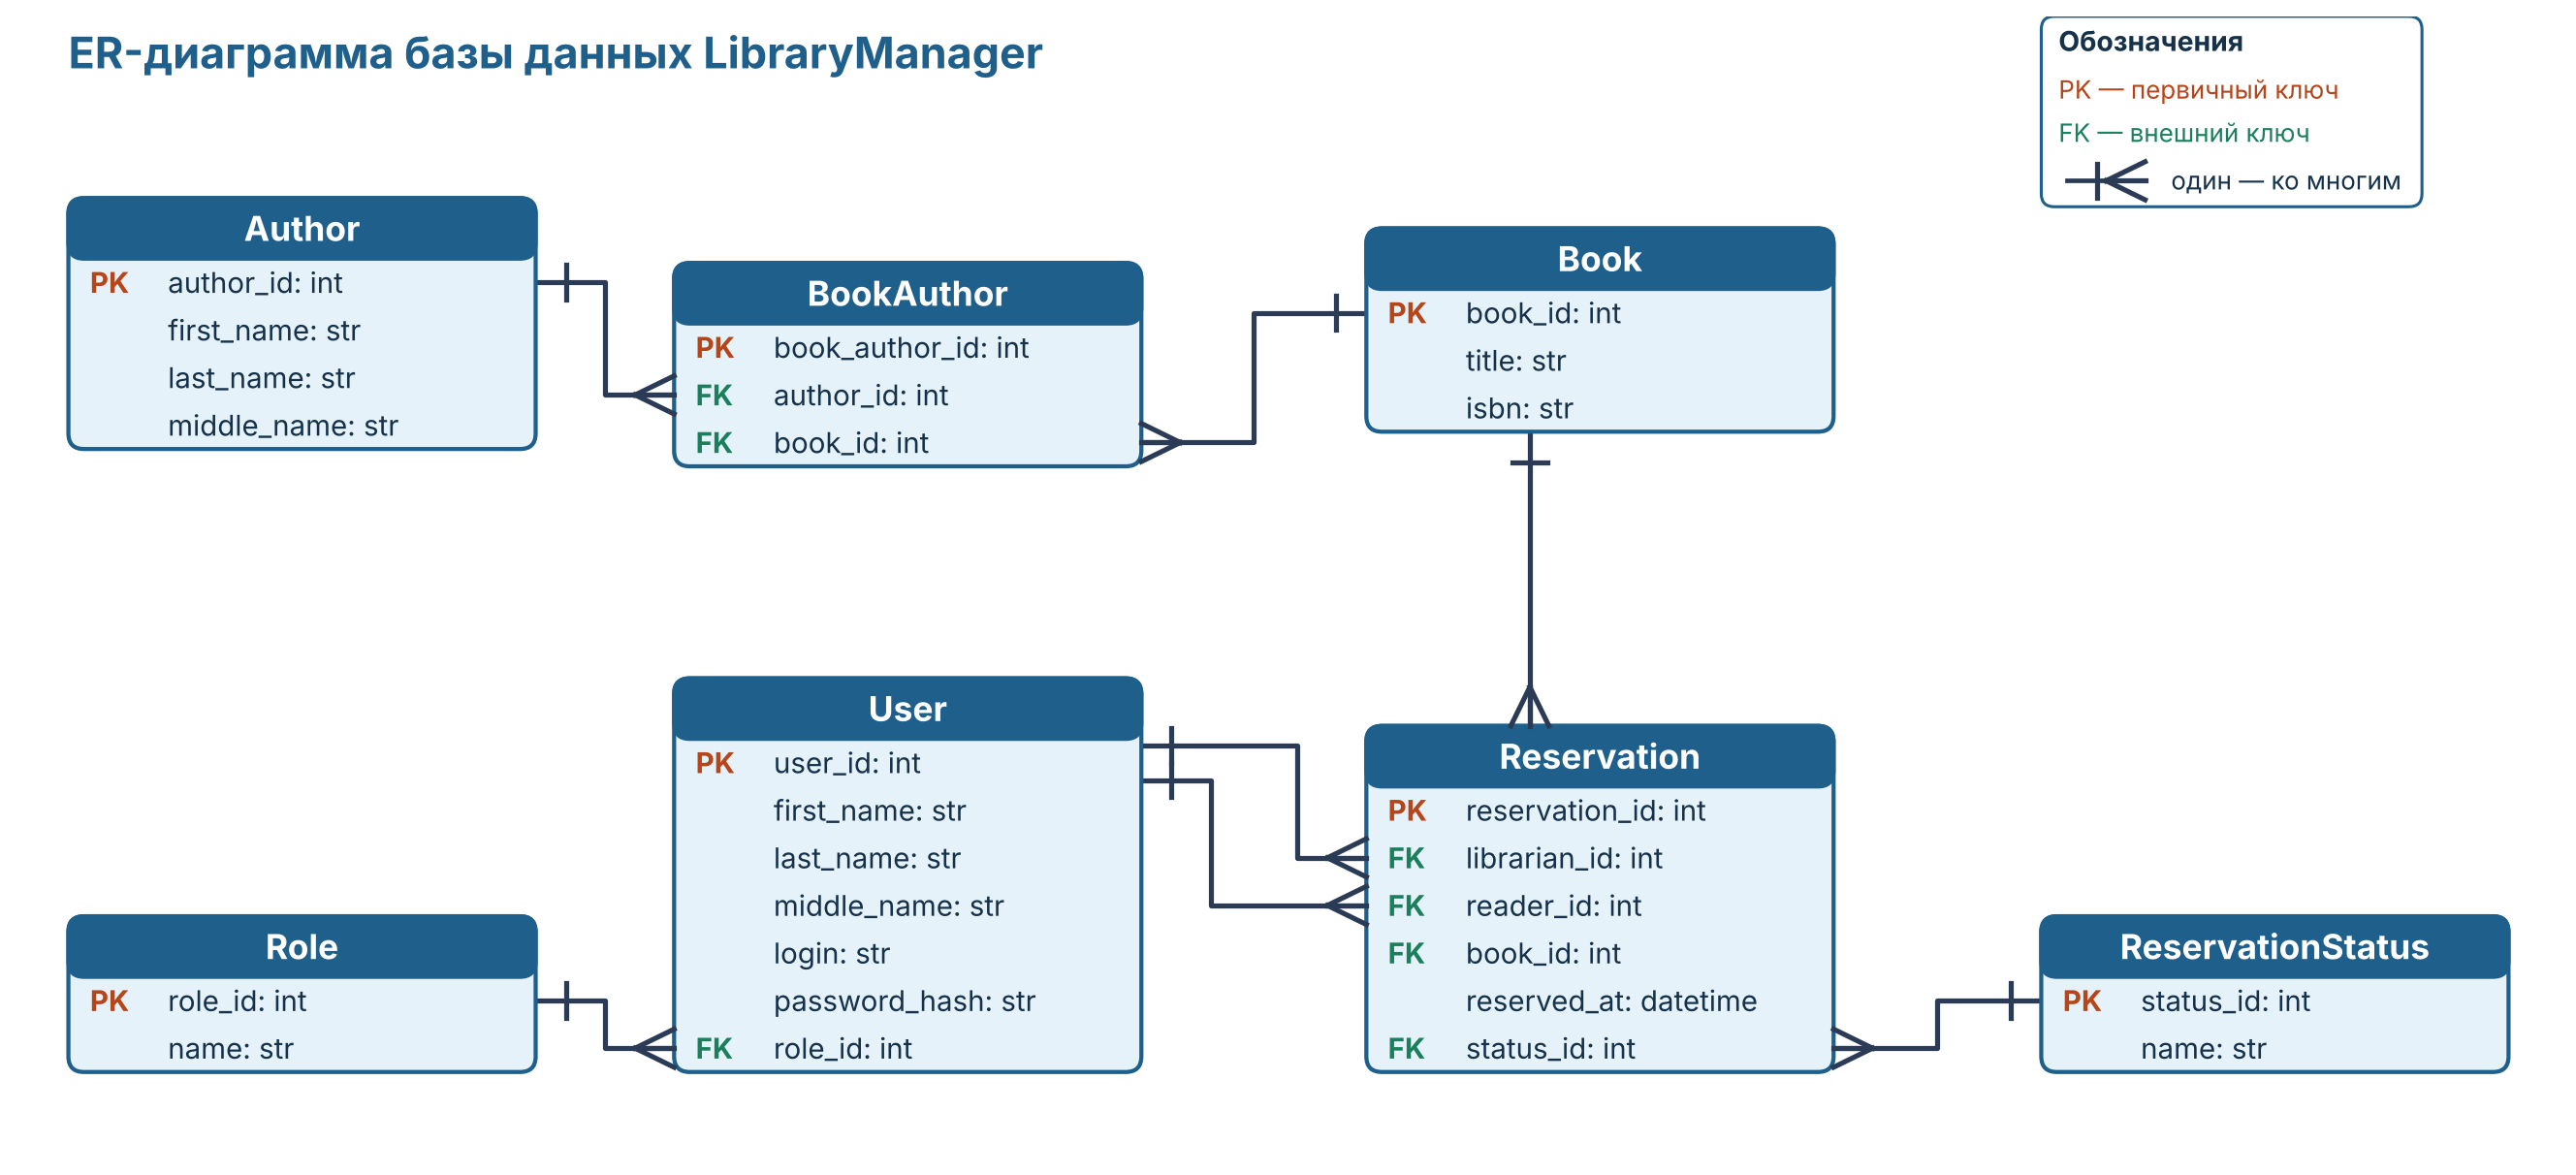 ER-диаграмма базы данных LibraryManager
Обозначения
PK — первичный ключ
FK — внешний ключ
один — ко многим
Author
PK author_id: int
first_name: str
last_name: str
middle_name: str
BookAuthor
PK book_author_id: int
FK author_id: int
FK book_id: int
Book
PK book_id: int
title: str
isbn: str
User
PK user_id: int
first_name: str
last_name: str
middle_name: str
login: str
password_hash: str
FK role_id: int
Reservation
PK reservation_id: int
FK librarian_id: int
FK reader_id: int
FK book_id: int
reserved_at: datetime
FK status_id: int
Role
PK role_id: int
name: str
ReservationStatus
PK status_id: int
name: str